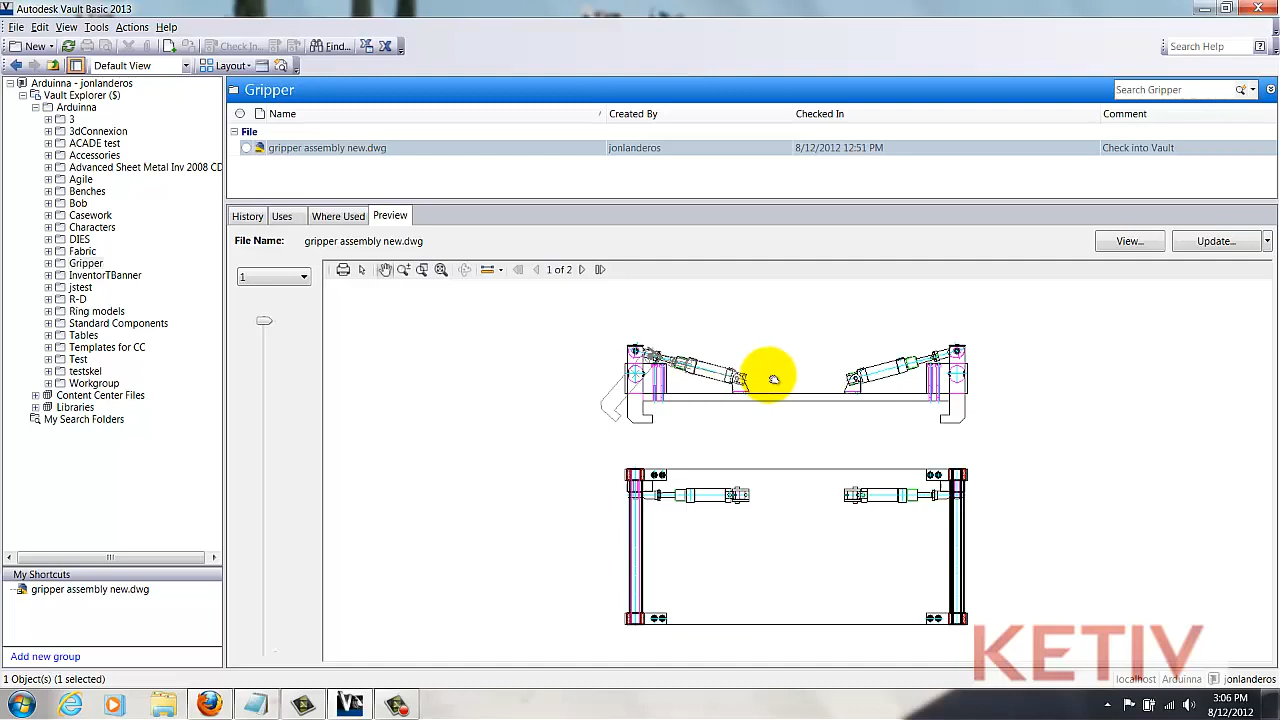 Autodesk Vault Basic 2013
File Edit View Tools Actions Help
New Check In... Find... Search Help
Default View Layout
Arduinna - jonlanderos
Vault Explorer ($)
Arduinna
3
3dConnexion
ACADE test
Accessories
Advanced Sheet Metal Inv 2008 CD
Agile
Benches
Bob
Casework
Characters
DIES
Fabric
Gripper
InventorTBanner
jstest
R-D
Ring models
Standard Components
Tables
Templates for CC
Test
testskel
Workgroup
Content Center Files
Libraries
My Search Folders
My Shortcuts
gripper assembly new.dwg
Add new group
Gripper
Search Gripper
Name Created By Checked In Comment
File
gripper assembly new.dwg jonlanderos 8/12/2012 12:51 PM Check into Vault
History Uses Where Used Preview
File Name: gripper assembly new.dwg View... Update...
1
1 of 2
KETIV
1 Object(s) (1 selected) localhost Arduinna jonlanderos
3:06 PM
8/12/2012